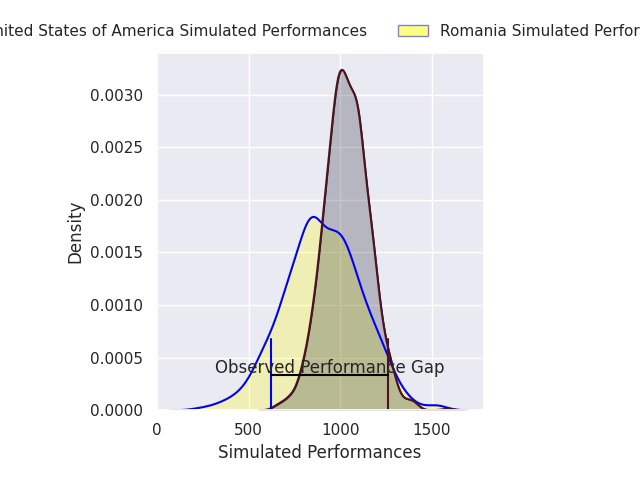 nited States of America Simulated Performances
Romania Simulated Perfor
0.0030
0.0025
0.0020
0.0015
0.0010
0.0005
0.0000
Density
Observed Performance Gap
0
500
1000
1500
Simulated Performances